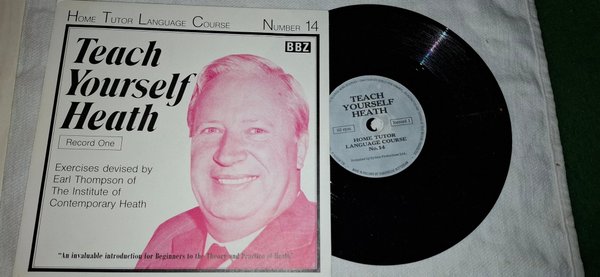 Home Tutor Language Course Number 14
BBZ
Teach
Yourself
Heath
Record One
Exercises devised by
Earl Thompson of
The Institute of
Contemporary Heath
"An invaluable introduction for Beginners to the Theory and Practice of Heath"
TEACH
YOURSELF
HEATH
HOME TUTOR
LANGUAGE COURSE
No. 14